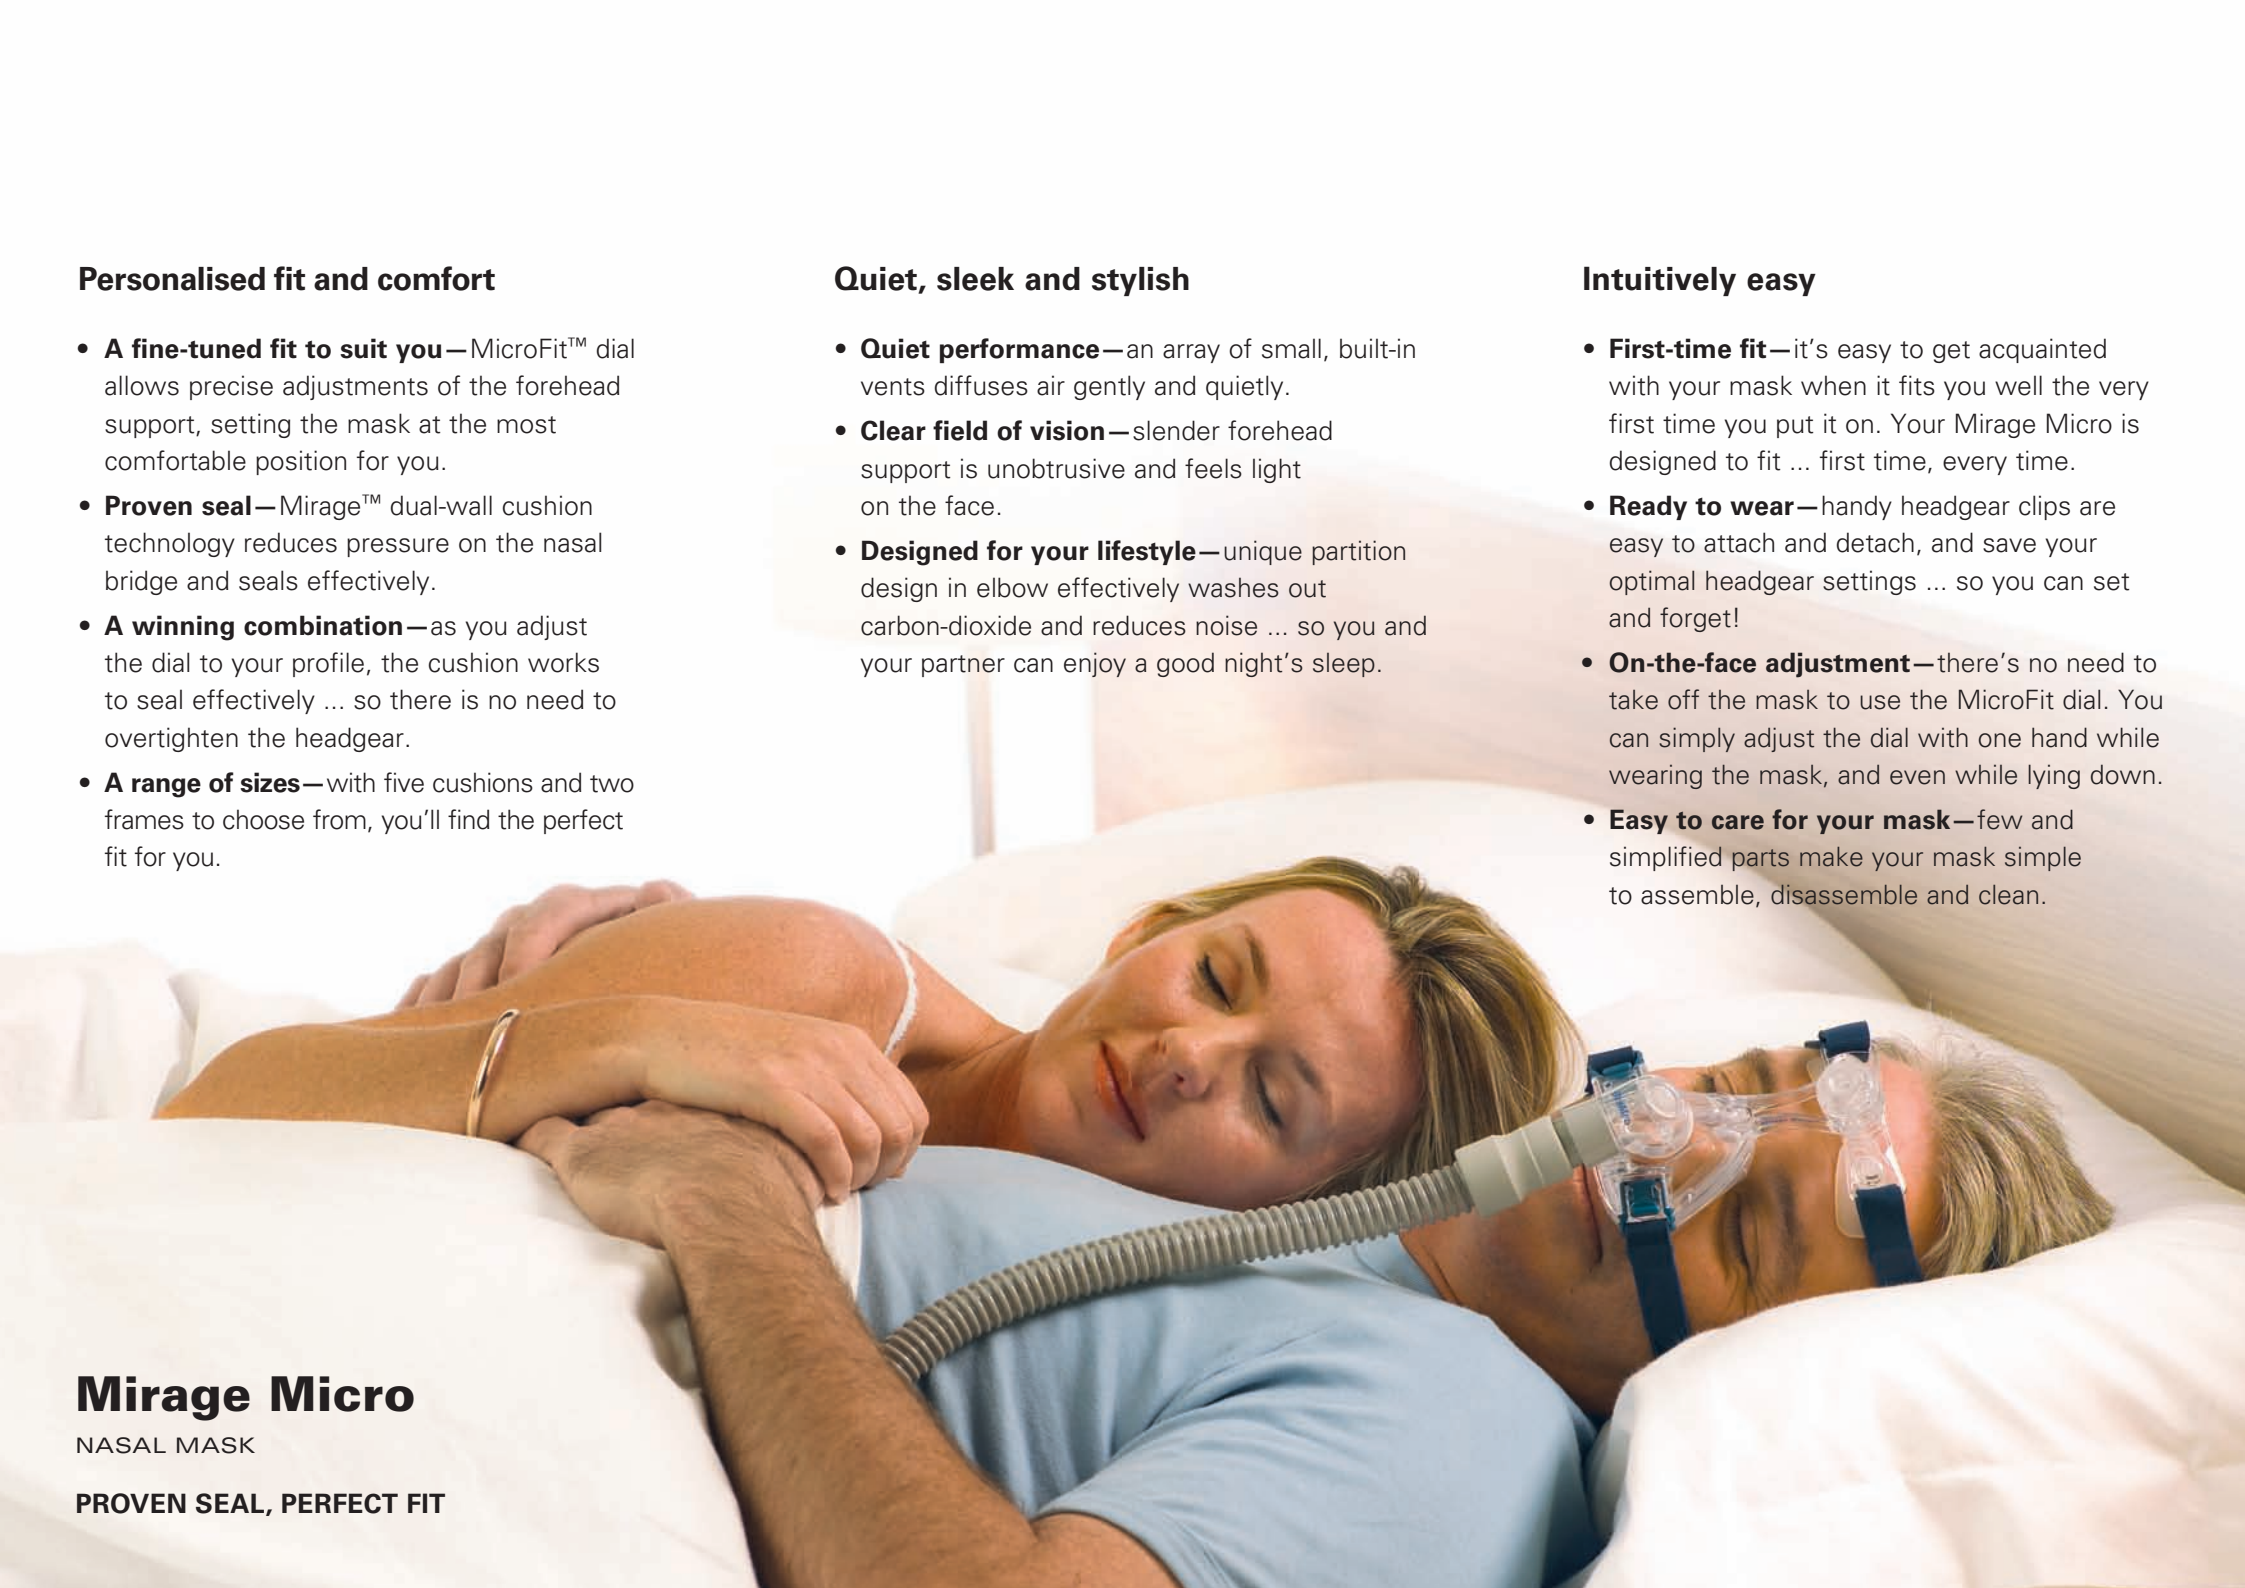 Personalised fit and comfort
• A fine-tuned fit to suit you—MicroFit™ dial
allows precise adjustments of the forehead
support, setting the mask at the most
comfortable position for you.
• Proven seal—Mirage™ dual-wall cushion
technology reduces pressure on the nasal
bridge and seals effectively.
• A winning combination—as you adjust
the dial to your profile, the cushion works
to seal effectively ... so there is no need to
overtighten the headgear.
• A range of sizes—with five cushions and two
frames to choose from, you’ll find the perfect
fit for you.
Quiet, sleek and stylish
• Quiet performance—an array of small, built-in
vents diffuses air gently and quietly.
• Clear field of vision—slender forehead
support is unobtrusive and feels light
on the face.
• Designed for your lifestyle—unique partition
design in elbow effectively washes out
carbon-dioxide and reduces noise ... so you and
your partner can enjoy a good night’s sleep.
Intuitively easy
• First-time fit—it’s easy to get acquainted
with your mask when it fits you well the very
first time you put it on. Your Mirage Micro is
designed to fit ... first time, every time.
• Ready to wear—handy headgear clips are
easy to attach and detach, and save your
optimal headgear settings ... so you can set
and forget!
• On-the-face adjustment—there’s no need to
take off the mask to use the MicroFit dial. You
can simply adjust the dial with one hand while
wearing the mask, and even while lying down.
• Easy to care for your mask—few and
simplified parts make your mask simple
to assemble, disassemble and clean.
Mirage Micro
NASAL MASK
PROVEN SEAL, PERFECT FIT